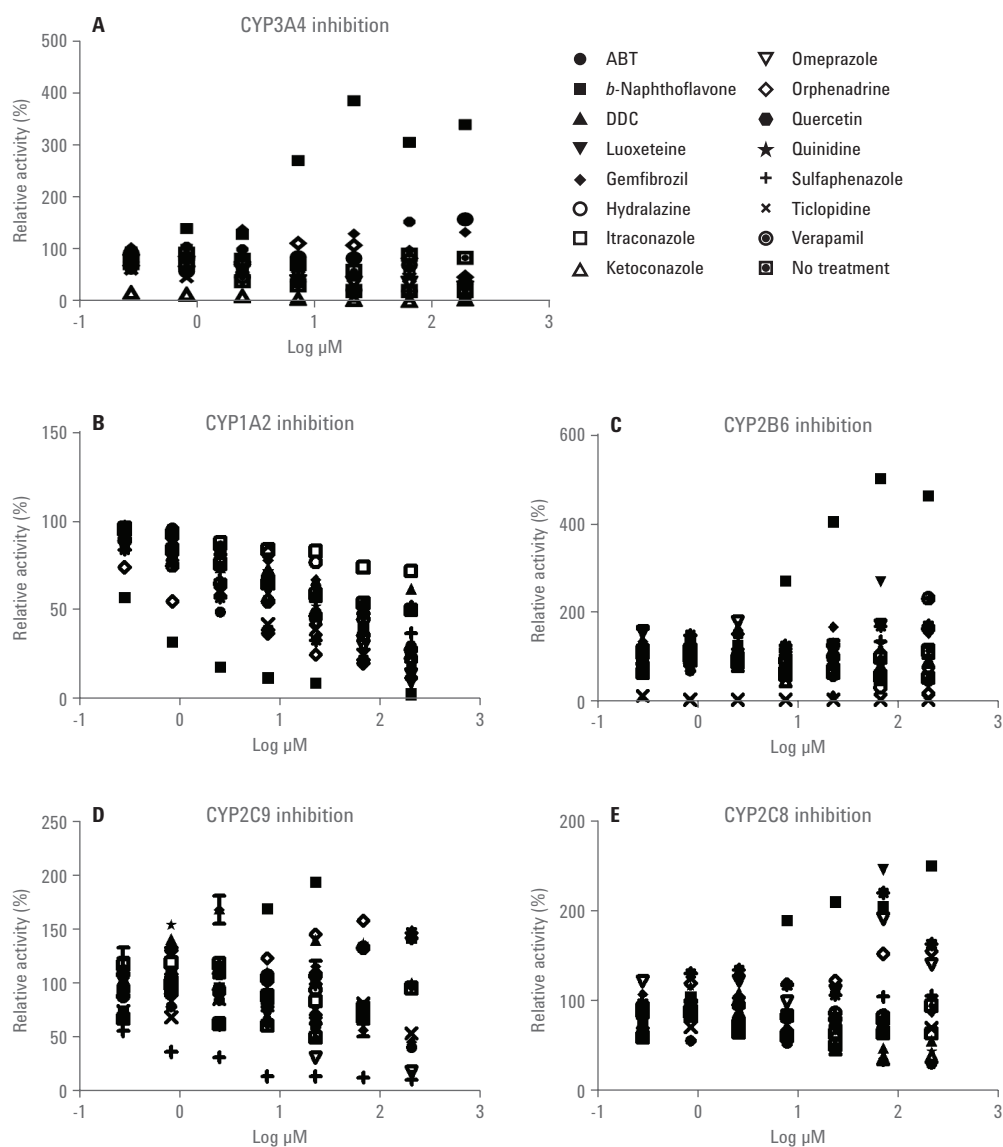 A CYP3A4 inhibition
500
400
300
200
100
0
Relative activity (%)
-1 0 1 2 3
Log µM
ABT
b-Naphthoflavone
DDC
Luoxeteine
Gemfibrozil
Hydralazine
Itraconazole
Ketoconazole
Omeprazole
Orphenadrine
Quercetin
Quinidine
Sulfaphenazole
Ticlopidine
Verapamil
No treatment
B CYP1A2 inhibition
150
100
50
0
Relative activity (%)
-1 0 1 2 3
Log µM
C CYP2B6 inhibition
600
400
200
0
Relative activity (%)
-1 0 1 2 3
Log µM
D CYP2C9 inhibition
250
200
150
100
50
0
Relative activity (%)
-1 0 1 2 3
Log µM
E CYP2C8 inhibition
200
200
100
0
Relative activity (%)
-1 0 1 2 3
Log µM